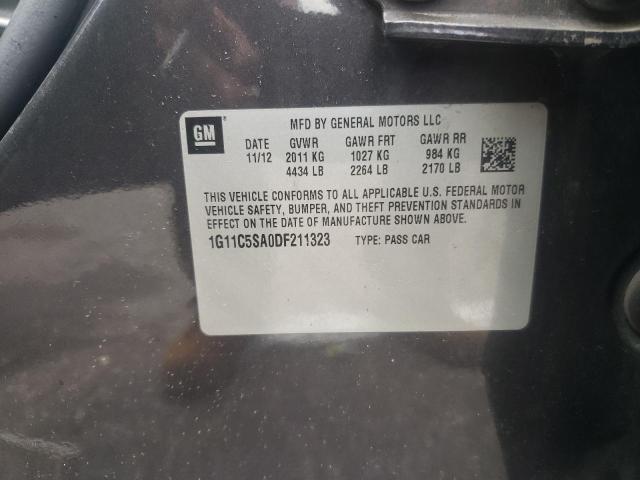 GM
MFD BY GENERAL MOTORS LLC
DATE GVWR GAWR FRT GAWR RR
11/12 2011 KG 1027 KG 984 KG
4434 LB 2264 LB 2170 LB
THIS VEHICLE CONFORMS TO ALL APPLICABLE U.S. FEDERAL MOTOR
VEHICLE SAFETY, BUMPER, AND THEFT PREVENTION STANDARDS IN
EFFECT ON THE DATE OF MANUFACTURE SHOWN ABOVE.
1G11C5SA0DF211323 TYPE: PASS CAR